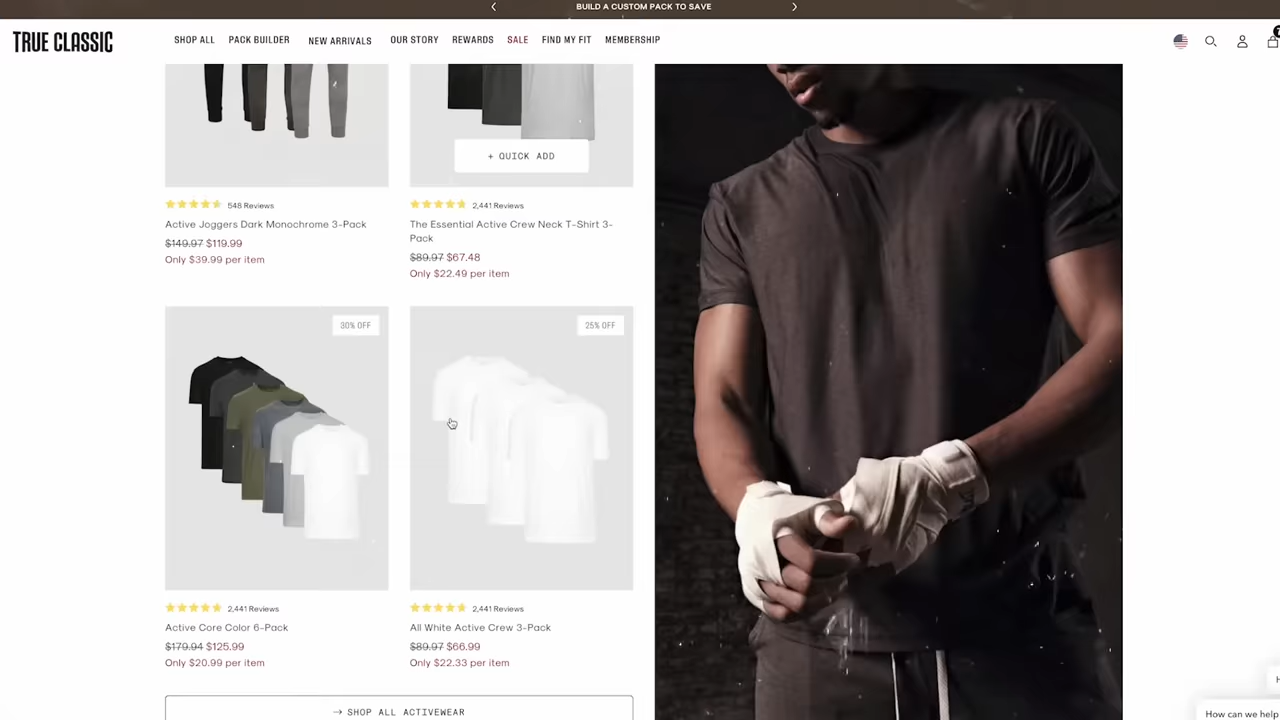 BUILD A CUSTOM PACK TO SAVE
TRUE CLASSIC
SHOP ALL
PACK BUILDER
NEW ARRIVALS
OUR STORY
REWARDS
SALE
FIND MY FIT
MEMBERSHIP
+ QUICK ADD
548 Reviews
Active Joggers Dark Monochrome 3-Pack
$149.97 $119.99
Only $39.99 per item
2,441 Reviews
The Essential Active Crew Neck T-Shirt 3-
Pack
$89.97 $67.48
Only $22.49 per item
30% OFF
2,441 Reviews
Active Core Color 6-Pack
$179.94 $125.99
Only $20.99 per item
25% OFF
2,441 Reviews
All White Active Crew 3-Pack
$89.97 $66.99
Only $22.33 per item
→ SHOP ALL ACTIVEWEAR
How can we help